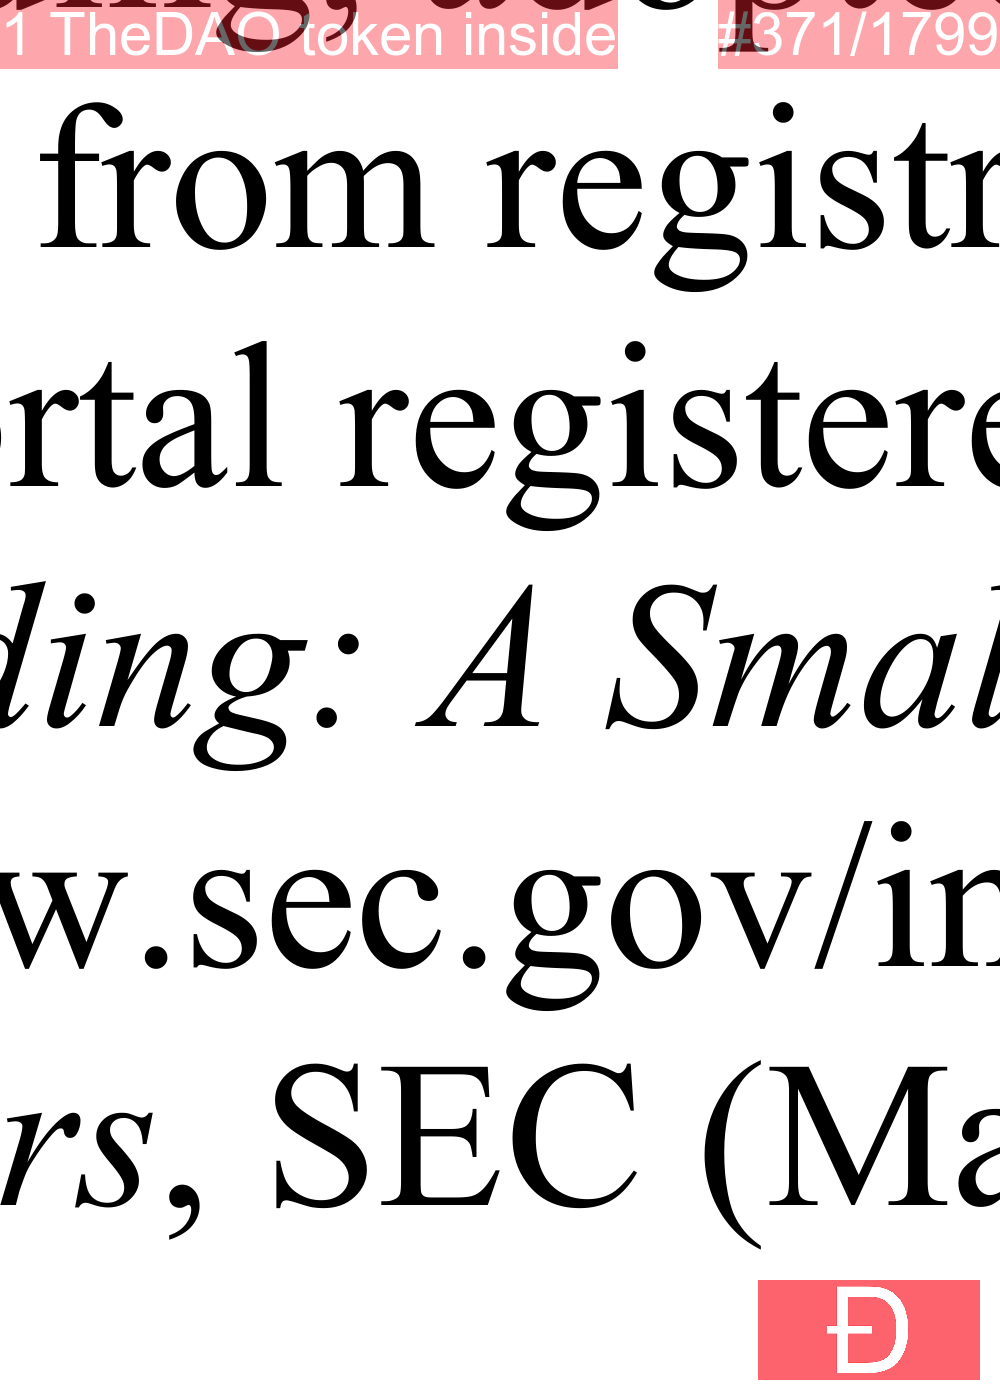 1 TheDAO token inside #371/1799
from registr
rtal registere
ding: A Smal
w.sec.gov/in
rs, SEC (Ma
Đ